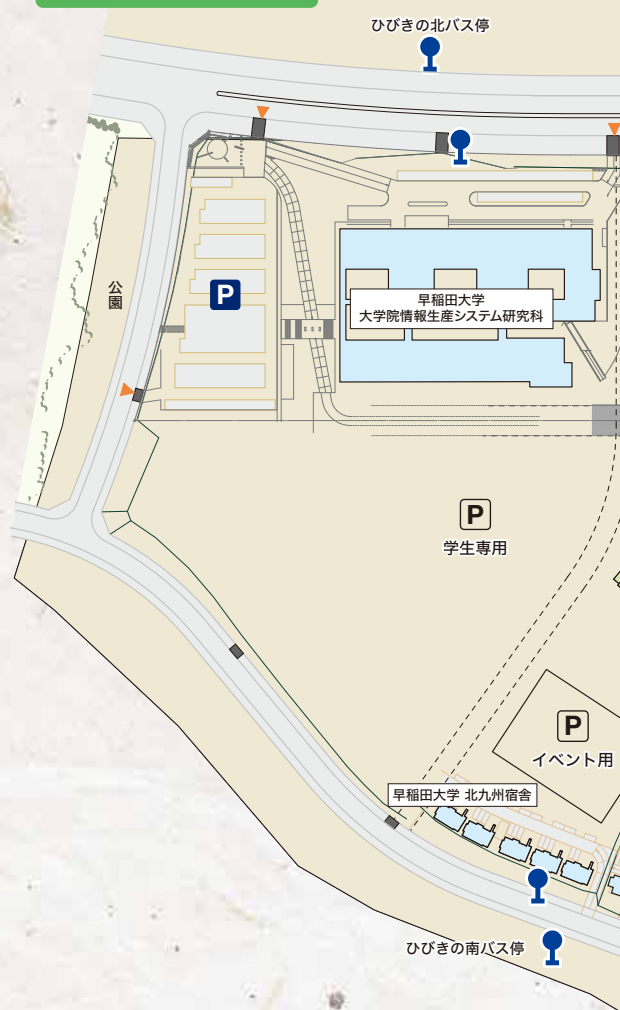 ひびきの北バス停
公園
P
早稲田大学
大学院情報生産システム研究科
P
学生専用
P
イベント用
早稲田大学 北九州宿舎
ひびきの南バス停